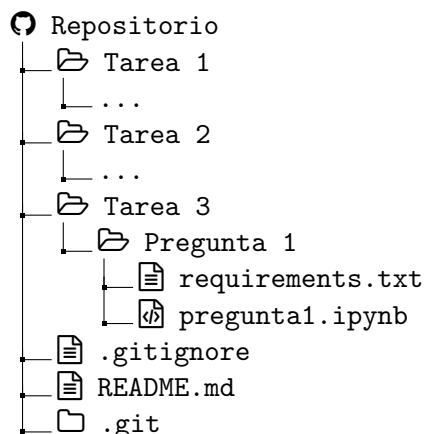 Repositorio
Tarea 1
...
Tarea 2
...
Tarea 3
Pregunta 1
requirements.txt
pregunta1.ipynb
.gitignore
README.md
.git